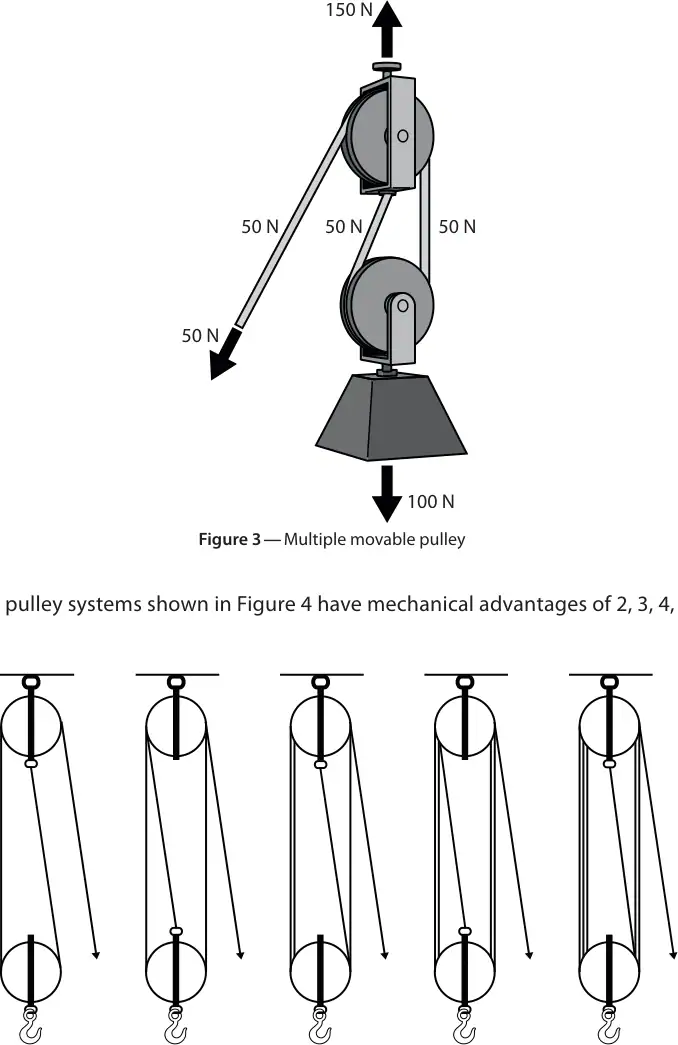 150 N
50 N 50 N 50 N
50 N
100 N
Figure 3 — Multiple movable pulley
pulley systems shown in Figure 4 have mechanical advantages of 2, 3, 4,